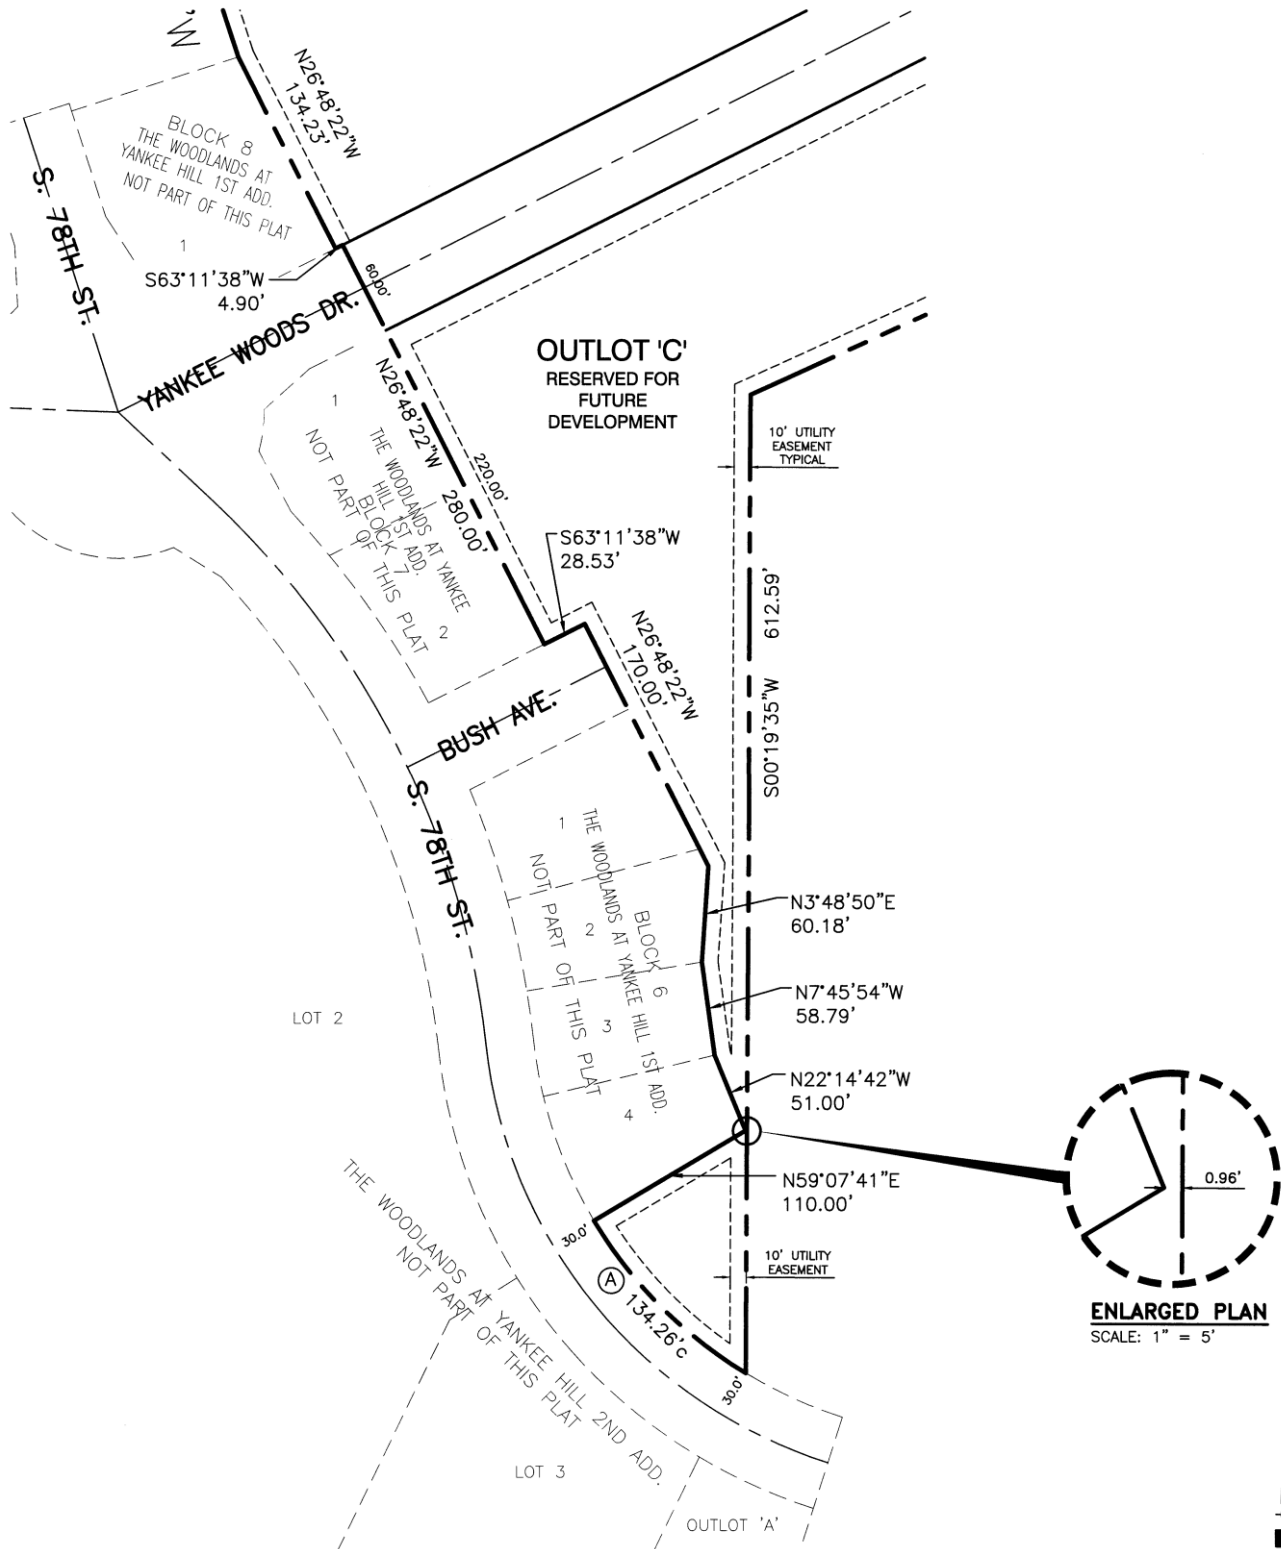 'W
N26°48'22"W
134.23'
BLOCK 8
THE WOODLANDS AT
YANKEE HILL 1ST ADD.
NOT PART OF THIS PLAT
1
S. 78TH ST.
S63°11'38"W
4.90'
60.00'
YANKEE WOODS DR.
OUTLOT 'C'
RESERVED FOR
FUTURE
DEVELOPMENT
N26°48'22"W 280.00'
220.00'
10' UTILITY
EASEMENT
TYPICAL
1
THE WOODLANDS AT YANKEE
HILL 1ST ADD.
BLOCK 7
NOT PART OF THIS PLAT
2
S63°11'38"W
28.53'
N26°48'22"W
170.00'
S00°19'35"W 612.59'
BUSH AVE.
S. 78TH ST.
1
THE WOODLANDS AT YANKEE HILL 1ST ADD.
BLOCK 6
NOT PART OF THIS PLAT
2
3
4
N3°48'50"E
60.18'
N7°45'54"W
58.79'
N22°14'42"W
51.00'
LOT 2
N59°07'41"E
110.00'
0.96'
30.0'
A
134.26'c
30.0'
10' UTILITY
EASEMENT
ENLARGED PLAN
SCALE: 1" = 5'
THE WOODLANDS AT YANKEE HILL 2ND ADD.
NOT PART OF THIS PLAT
LOT 3
OUTLOT 'A'